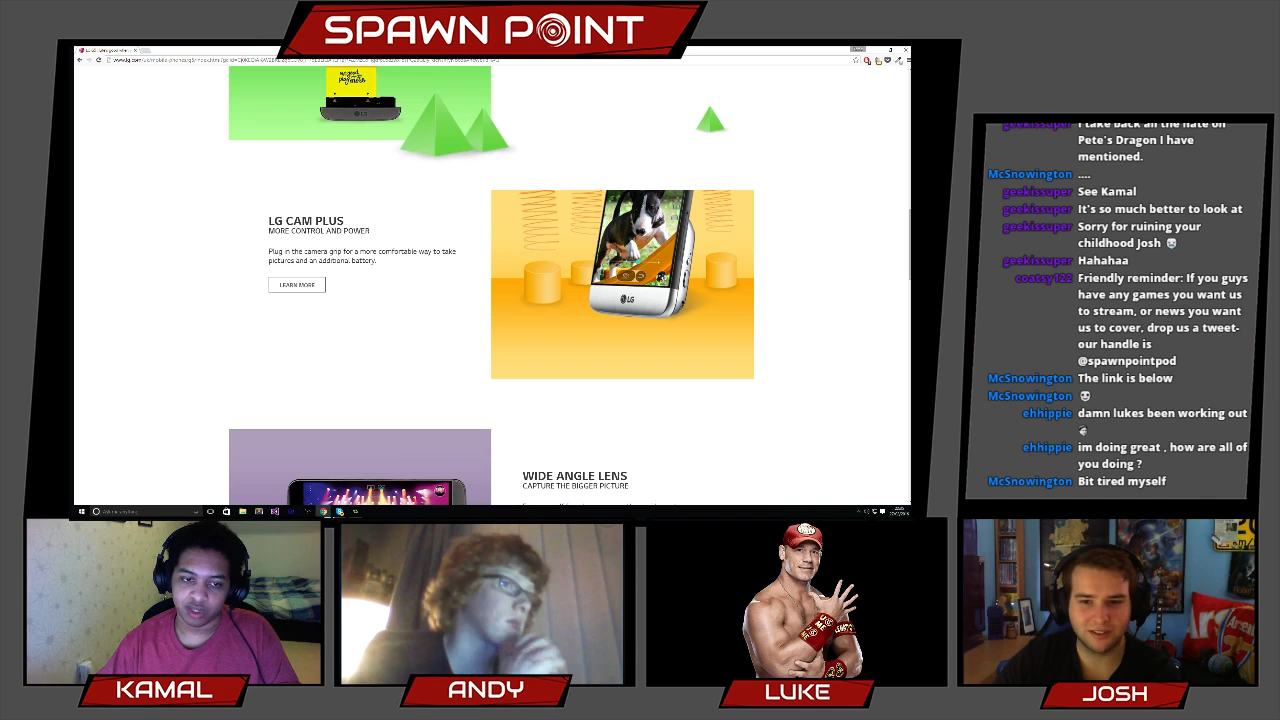 SPAWN POINT
LG
LG CAM PLUS
MORE CONTROL AND POWER
Plug in the camera grip for a more comfortable way to take
pictures and an additional battery.
LEARN MORE
LG
WIDE ANGLE LENS
CAPTURE THE BIGGER PICTURE
Ask me anything
geekissuper I take back all the hate on
Pete's Dragon I have
mentioned.
McSnowington ....
geekissuper See Kamal
geekissuper It's so much better to look at
geekissuper Sorry for ruining your
childhood Josh
geekissuper Hahahaa
coatsy122 Friendly reminder: If you guys
have any games you want us
to stream, or news you want
us to cover, drop us a tweet-
our handle is
@spawnpointpod
McSnowington The link is below
McSnowington
ehhippie damn lukes been working out
ehhippie im doing great , how are all of
you doing ?
McSnowington Bit tired myself
KAMAL
ANDY
LUKE
JOSH